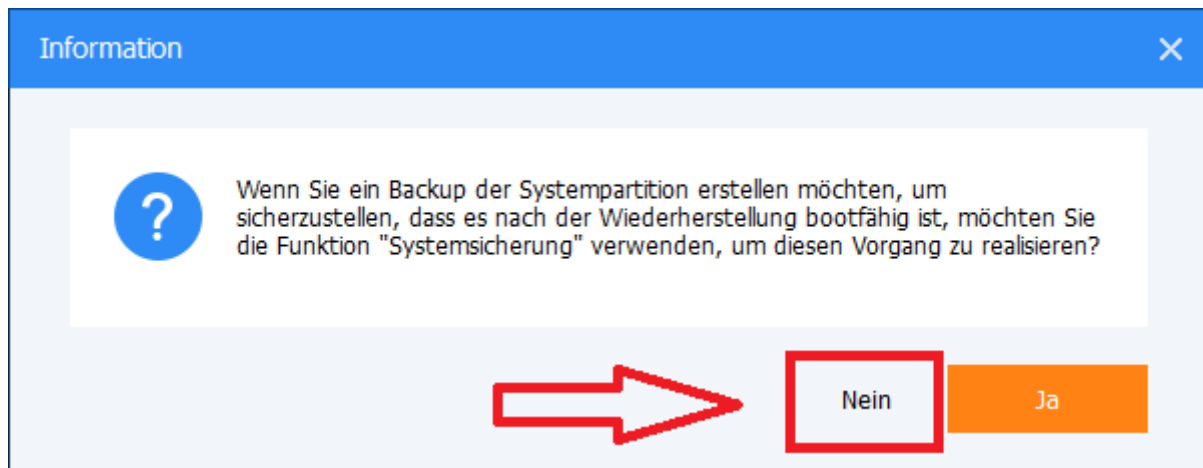 Information
Wenn Sie ein Backup der Systempartition erstellen möchten, um
sicherzustellen, dass es nach der Wiederherstellung bootfähig ist, möchten Sie
die Funktion "Systemsicherung" verwenden, um diesen Vorgang zu realisieren?
Nein
Ja